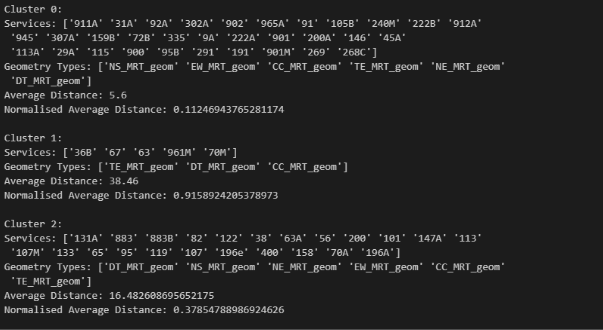 Cluster 0:
Services: ['911A' '31A' '92A' '302A' '902' '965A' '91' '105B' '240M' '222B' '912A'
'945' '307A' '159B' '72B' '335' '9A' '222A' '901' '200A' '146' '45A'
'113A' '29A' '115' '900' '95B' '291' '191' '901M' '269' '268C']
Geometry Types: ['NS_MRT_geom' 'EW_MRT_geom' 'CC_MRT_geom' 'TE_MRT_geom' 'NE_MRT_geom'
'DT_MRT_geom']
Average Distance: 5.6
Normalised Average Distance: 0.11246943765281174
Cluster 1:
Services: ['36B' '67' '63' '961M' '70M']
Geometry Types: ['TE_MRT_geom' 'DT_MRT_geom' 'CC_MRT_geom']
Average Distance: 38.46
Normalised Average Distance: 0.9158924205378973
Cluster 2:
Services: ['131A' '883' '883B' '82' '122' '38' '63A' '56' '200' '101' '147A' '113'
'107M' '133' '65' '95' '119' '107' '196e' '400' '158' '70A' '196A']
Geometry Types: ['DT_MRT_geom' 'NS_MRT_geom' 'NE_MRT_geom' 'EW_MRT_geom' 'CC_MRT_geom'
'TE_MRT_geom']
Average Distance: 16.482608695652175
Normalised Average Distance: 0.37854788986924626